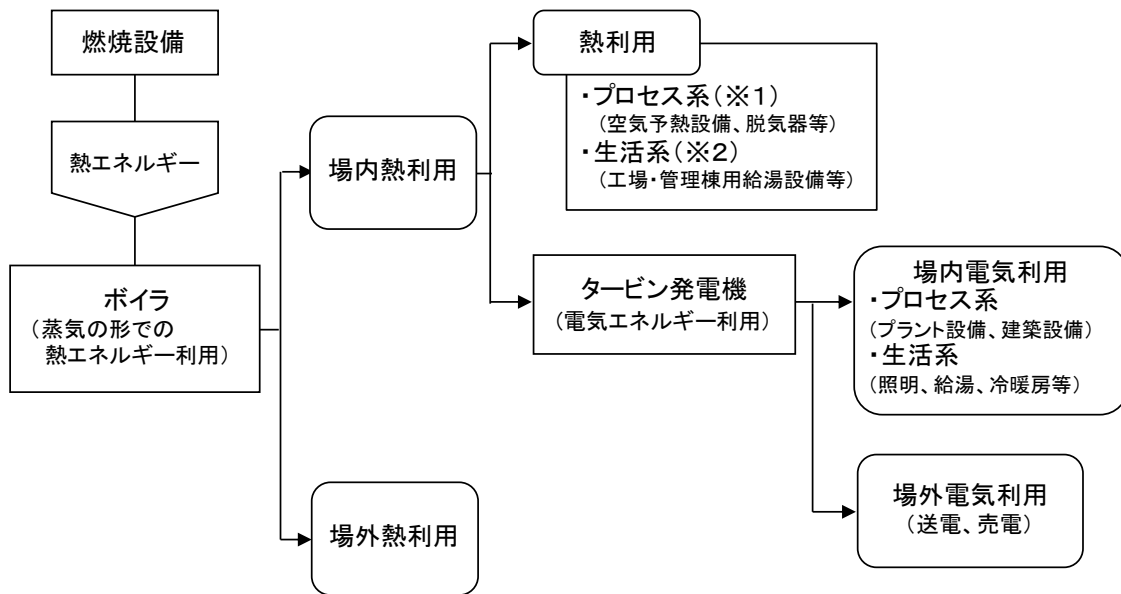 燃焼設備
熱エネルギー
ボイラ
(蒸気の形での
熱エネルギー利用)
場内熱利用
場外熱利用
熱利用
・プロセス系(※1)
(空気予熱設備、脱気器等)
・生活系(※2)
(工場・管理棟用給湯設備等)
タービン発電機
(電気エネルギー利用)
場内電気利用
・プロセス系
(プラント設備、建築設備)
・生活系
(照明、給湯、冷暖房等)
場外電気利用
(送電、売電)